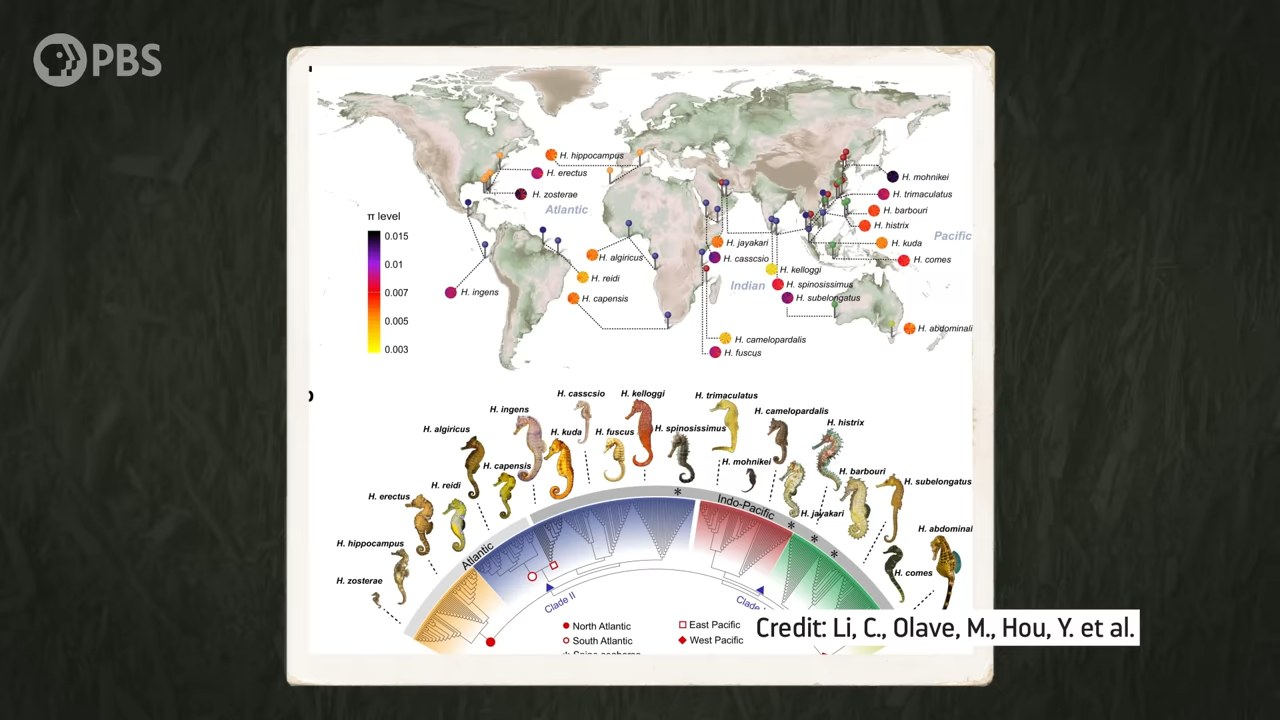 PBS
H. hippocampus
H. erectus
H. zosterae
Atlantic
π level
0.015
0.01
0.007
0.005
0.003
H. ingens
H. algiricus
H. reidi
H. capensis
H. jayakari
H. casscsio
H. kelloggi
Indian
H. spinosissimus
H. subelongatus
H. camelopardalis
H. fuscus
H. mohnikei
H. trimaculatus
H. barbouri
H. histrix
Pacific
H. kuda
H. comes
H. abdominali
H. casscsio
H. kelloggi
H. trimaculatus
H. ingens
H. camelopardalis
H. algiricus
H. kuda
H. fuscus
H. spinosissimus
H. histrix
H. capensis
H. mohnikei
H. barbouri
H. reidi
H. subelongatus
H. erectus
H. jayakari
H. hippocampus
H. abdominal
H. zosterae
H. comes
Atlantic
Indo-Pacific
* * * *
Clade II
Clade
North Atlantic
South Atlantic
East Pacific
West Pacific
Credit: Li, C., Olave, M., Hou, Y. et al.